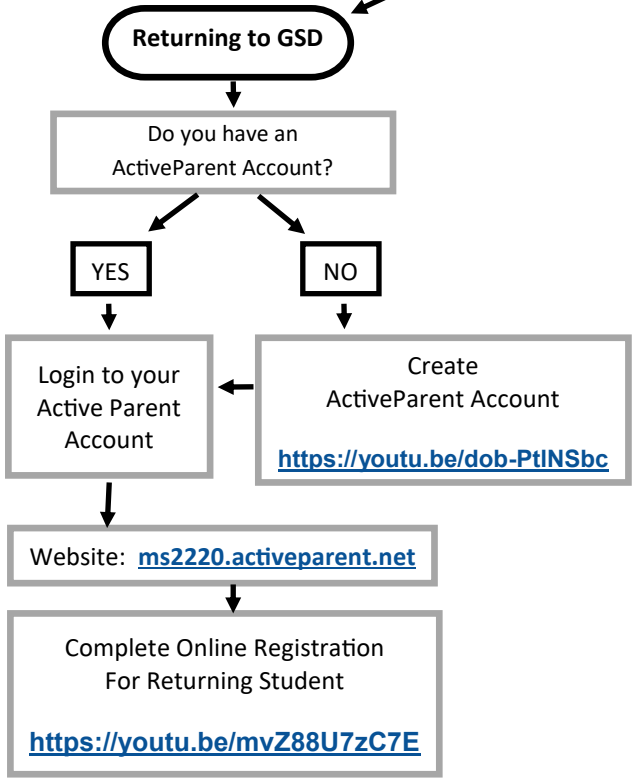 Returning to GSD
Do you have an
ActiveParent Account?
YES
NO
Login to your
Active Parent
Account
Create
ActiveParent Account
https://youtu.be/dob-PtlNSbc
Website: ms2220.activeparent.net
Complete Online Registration
For Returning Student
https://youtu.be/mvZ88U7zC7E